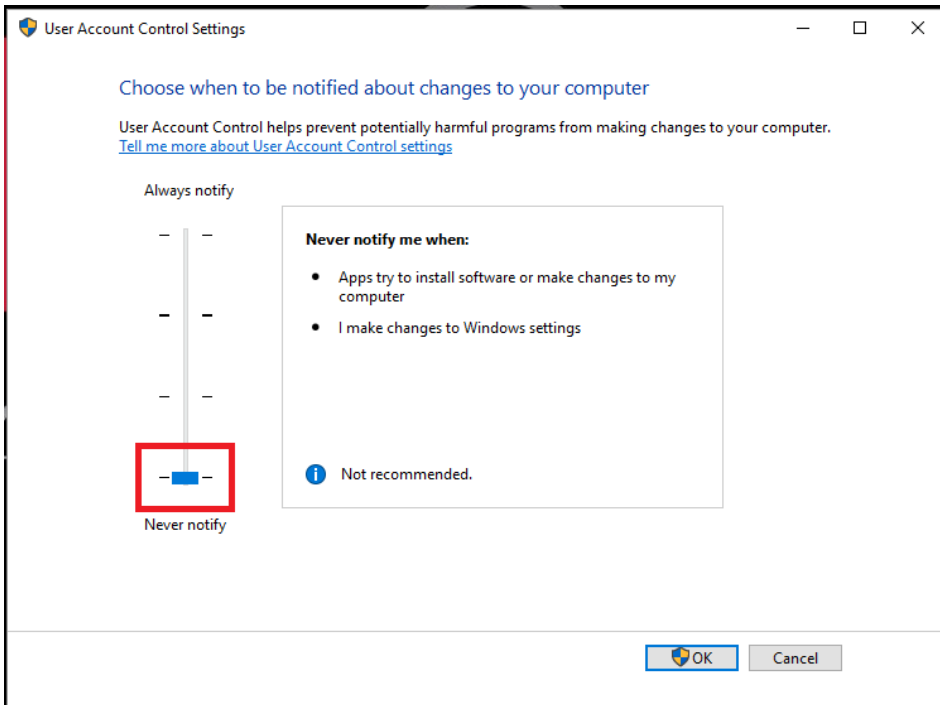 User Account Control Settings
Choose when to be notified about changes to your computer
User Account Control helps prevent potentially harmful programs from making changes to your computer.
Tell me more about User Account Control settings
Always notify
Never notify me when:
Apps try to install software or make changes to my
computer
I make changes to Windows settings
Not recommended.
Never notify
OK
Cancel